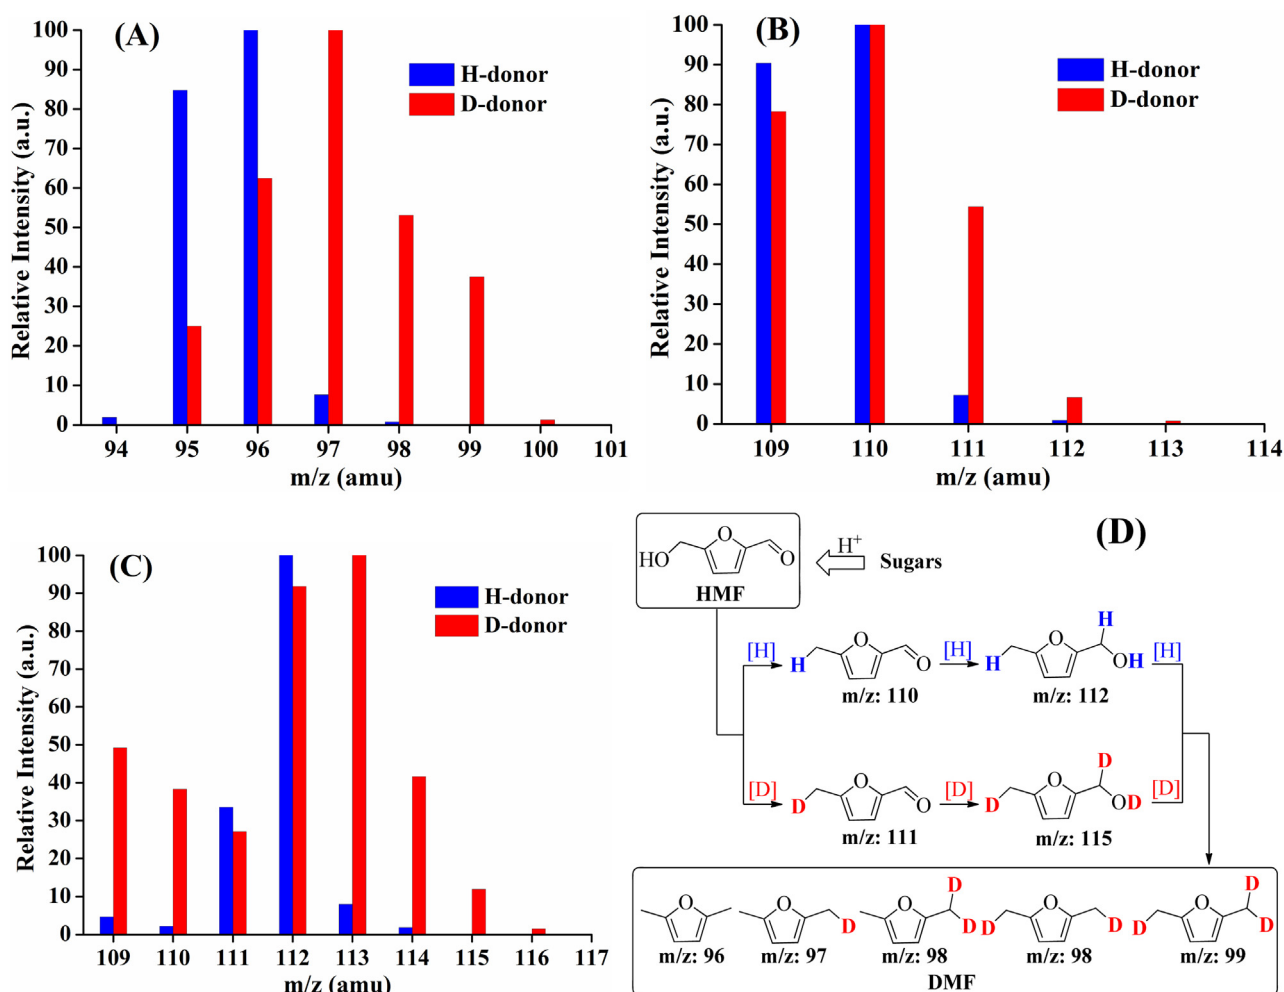 (A)
H-donor
D-donor
Relative Intensity (a.u.)
100
90
80
70
60
50
40
30
20
10
0
94 95 96 97 98 99 100 101
m/z (amu)
(B)
H-donor
D-donor
Relative Intensity (a.u.)
100
90
80
70
60
50
40
30
20
10
0
109 110 111 112 113 114
m/z (amu)
(C)
H-donor
D-donor
Relative Intensity (a.u.)
100
90
80
70
60
50
40
30
20
10
0
109 110 111 112 113 114 115 116 117
m/z (amu)
(D)
HO O O
HMF
H+
Sugars
[H] H O O [H] H O H OH [H]
m/z: 110 m/z: 112
[D] D O O [D] D O D OD [D]
m/z: 111 m/z: 115
O O D O D D D O D D O D D
m/z: 96 m/z: 97 m/z: 98 m/z: 98 m/z: 99
DMF